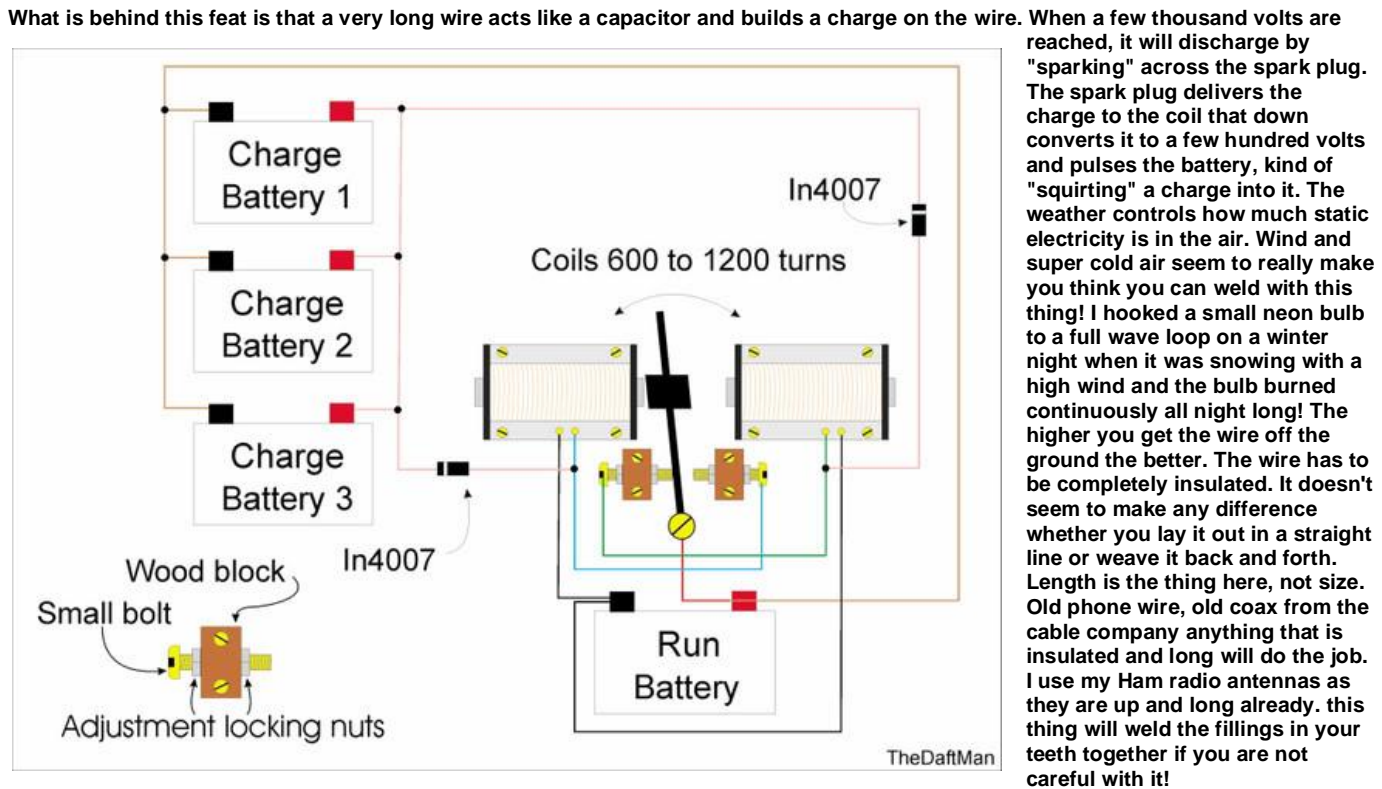 What is behind this feat is that a very long wire acts like a capacitor and builds a charge on the wire. When a few thousand volts are
reached, it will discharge by
"sparking" across the spark plug.
The spark plug delivers the
charge to the coil that down
converts it to a few hundred volts
and pulses the battery, kind of
"squirting" a charge into it. The
weather controls how much static
electricity is in the air. Wind and
super cold air seem to really make
you think you can weld with this
thing! I hooked a small neon bulb
to a full wave loop on a winter
night when it was snowing with a
high wind and the bulb burned
continuously all night long! The
higher you get the wire off the
ground the better. The wire has to
be completely insulated. It doesn't
seem to make any difference
whether you lay it out in a straight
line or weave it back and forth.
Length is the thing here, not size.
Old phone wire, old coax from the
cable company anything that is
insulated and long will do the job.
I use my Ham radio antennas as
they are up and long already. this
thing will weld the fillings in your
teeth together if you are not
careful with it!
Charge
Battery 1
In4007
Coils 600 to 1200 turns
Charge
Battery 2
Charge
Battery 3
In4007
Wood block
Small bolt
Adjustment locking nuts
Run
Battery
TheDaftMan